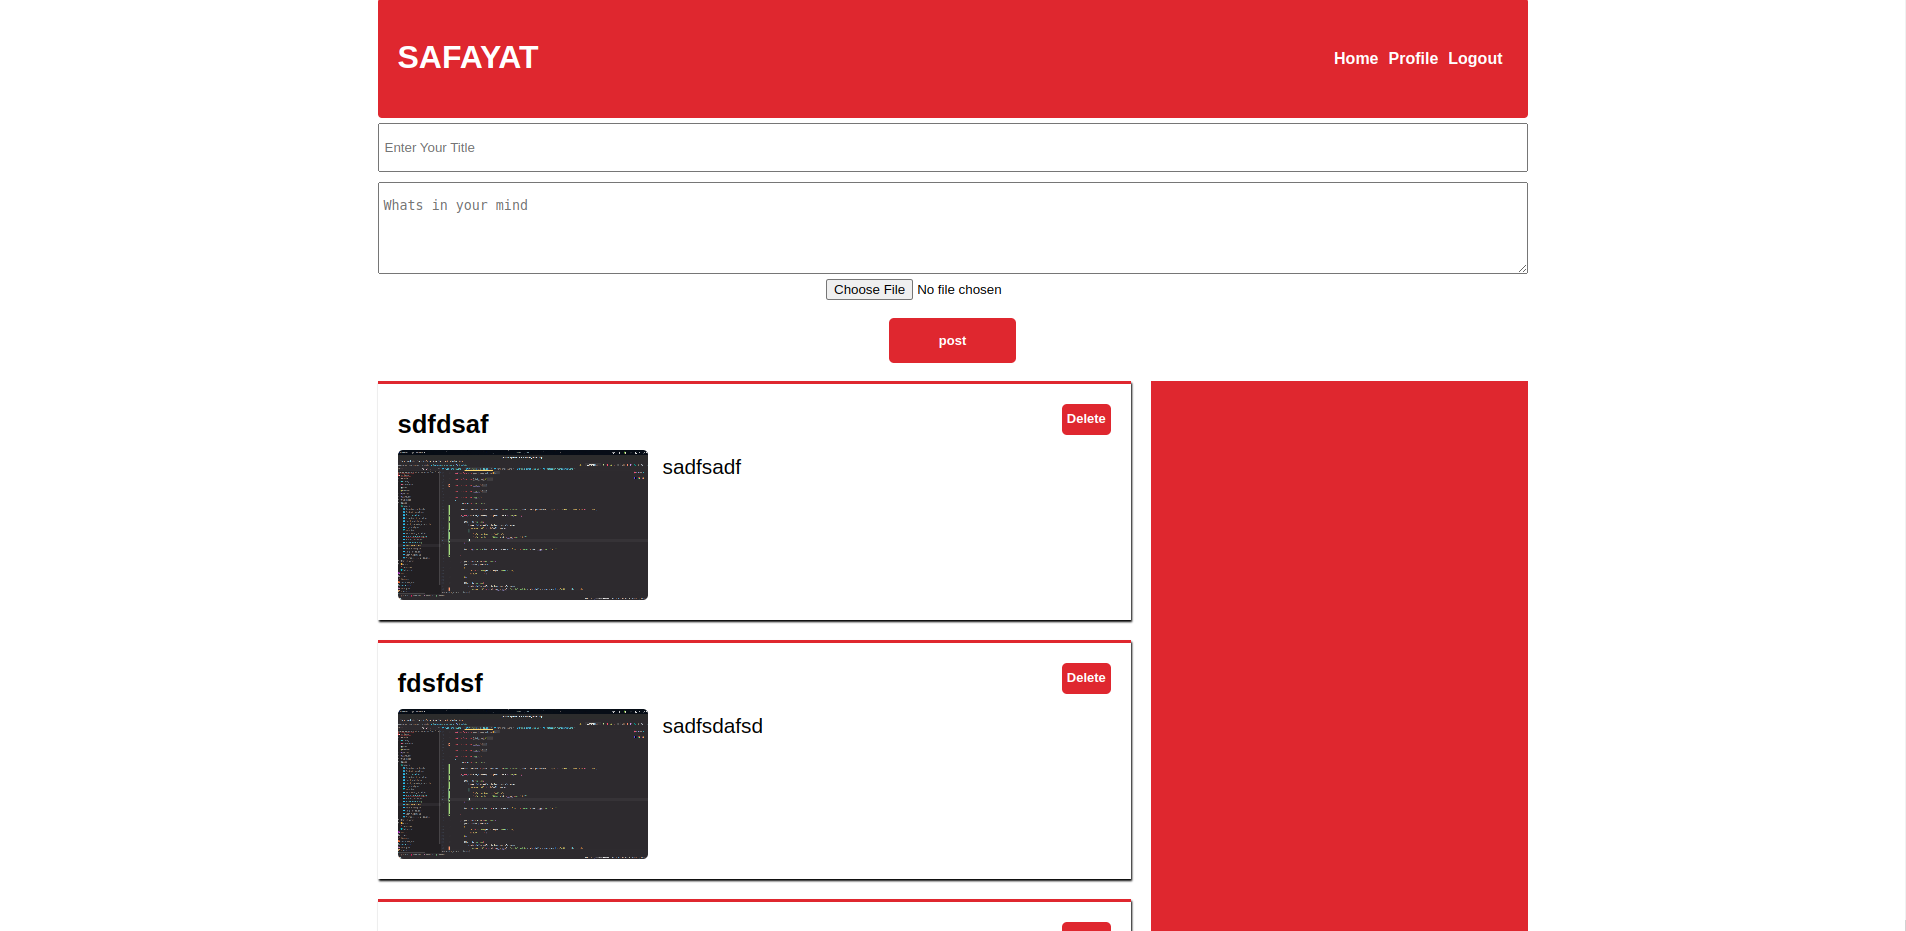 SAFAYAT
Home Profile Logout
Enter Your Title
Whats in your mind
Choose File No file chosen
post
sdfdsaf
Delete
sadfsadf
fdsfdsf
Delete
sadfsdafsd